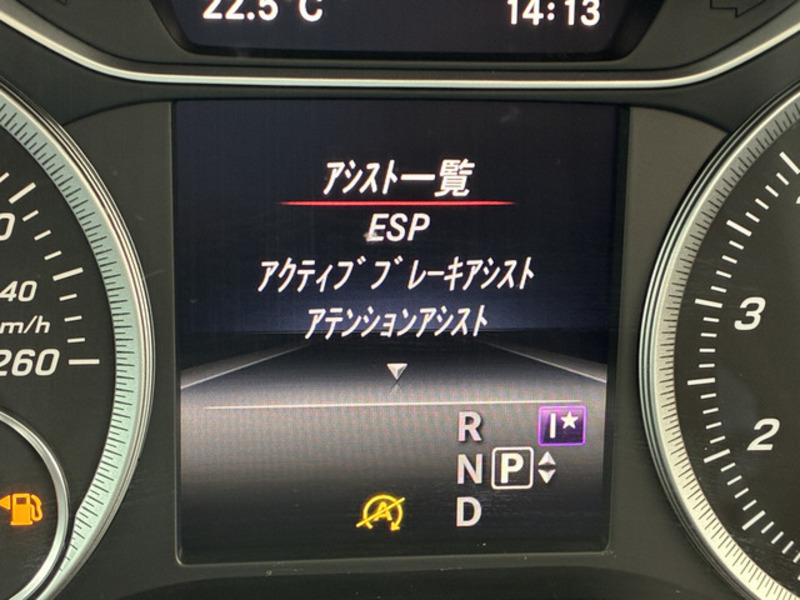 22.5°C 14:13
アシスト一覧
ESP
アクティブブレーキアシスト
アテンションアシスト
R I★
N P
D
A
40
km/h
260
3
2